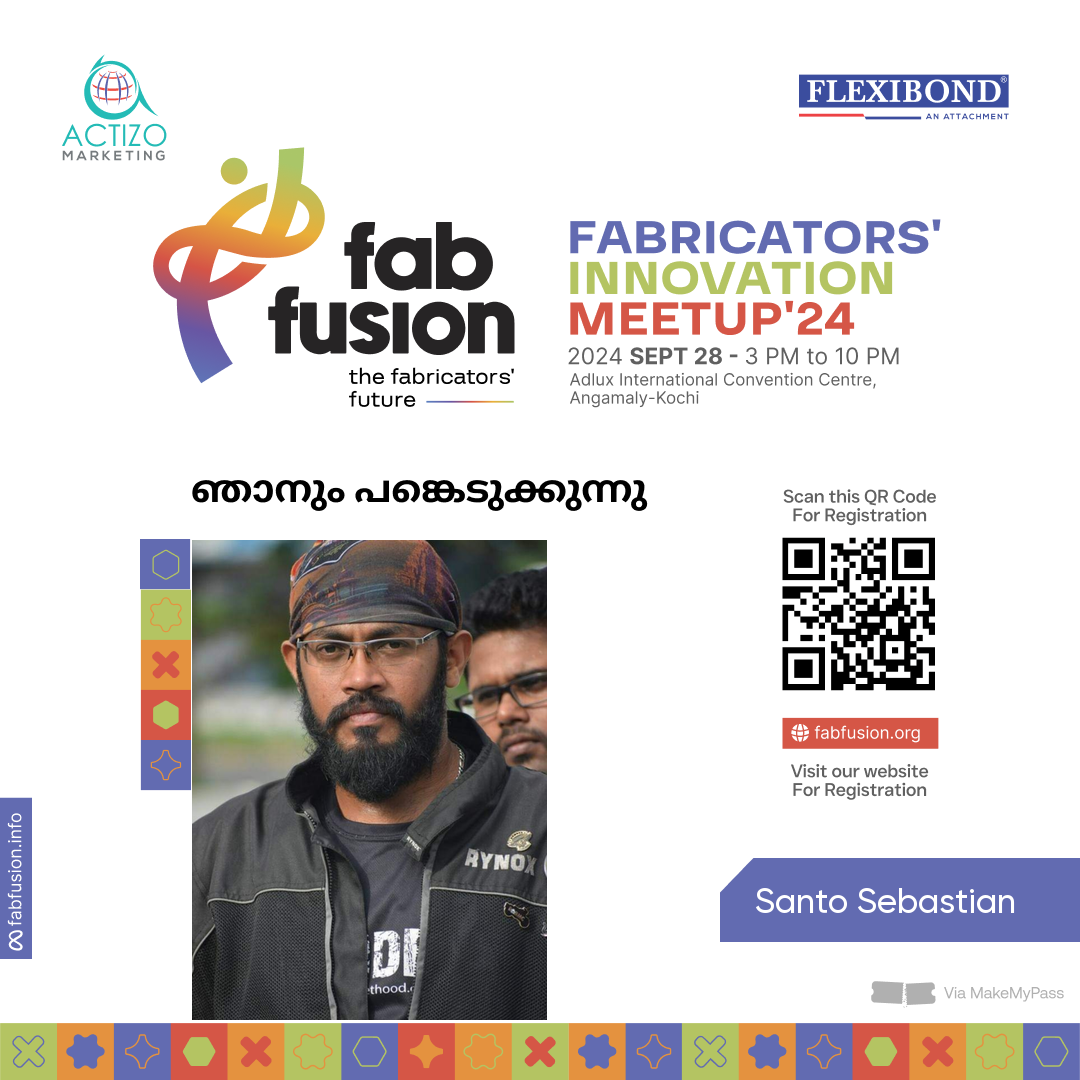 ACTIZO
MARKETING
FLEXIBOND®
AN ATTACHMENT
fab
fusion
the fabricators'
future
FABRICATORS'
INNOVATION
MEETUP'24
2024 SEPT 28 - 3 PM to 10 PM
Adlux International Convention Centre,
Angamaly-Kochi
ഞാനും പങ്കെടുക്കുന്നു
Scan this QR Code
For Registration
fabfusion.org
Visit our website
For Registration
RYNOX
thood.
fabfusion.info
Santo Sebastian
Via MakeMyPass